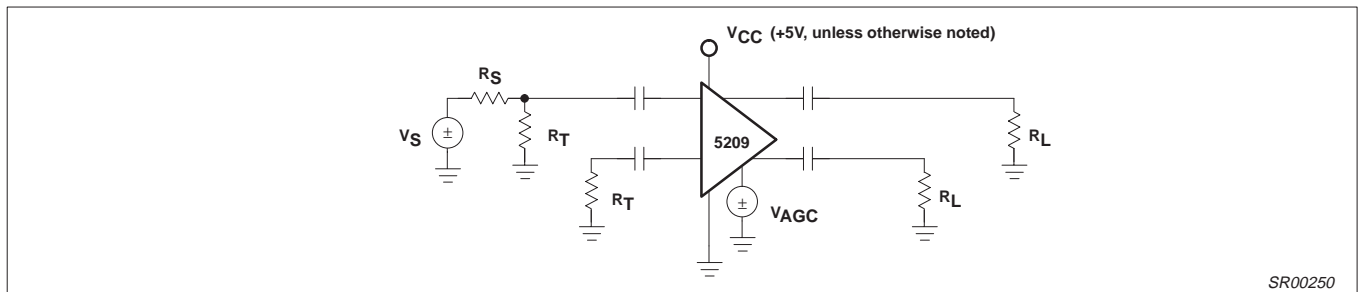 VCC (+5V, unless otherwise noted)
RS
VS
±
RT
5209
RL
RT
±
VAGC
RL
SR00250